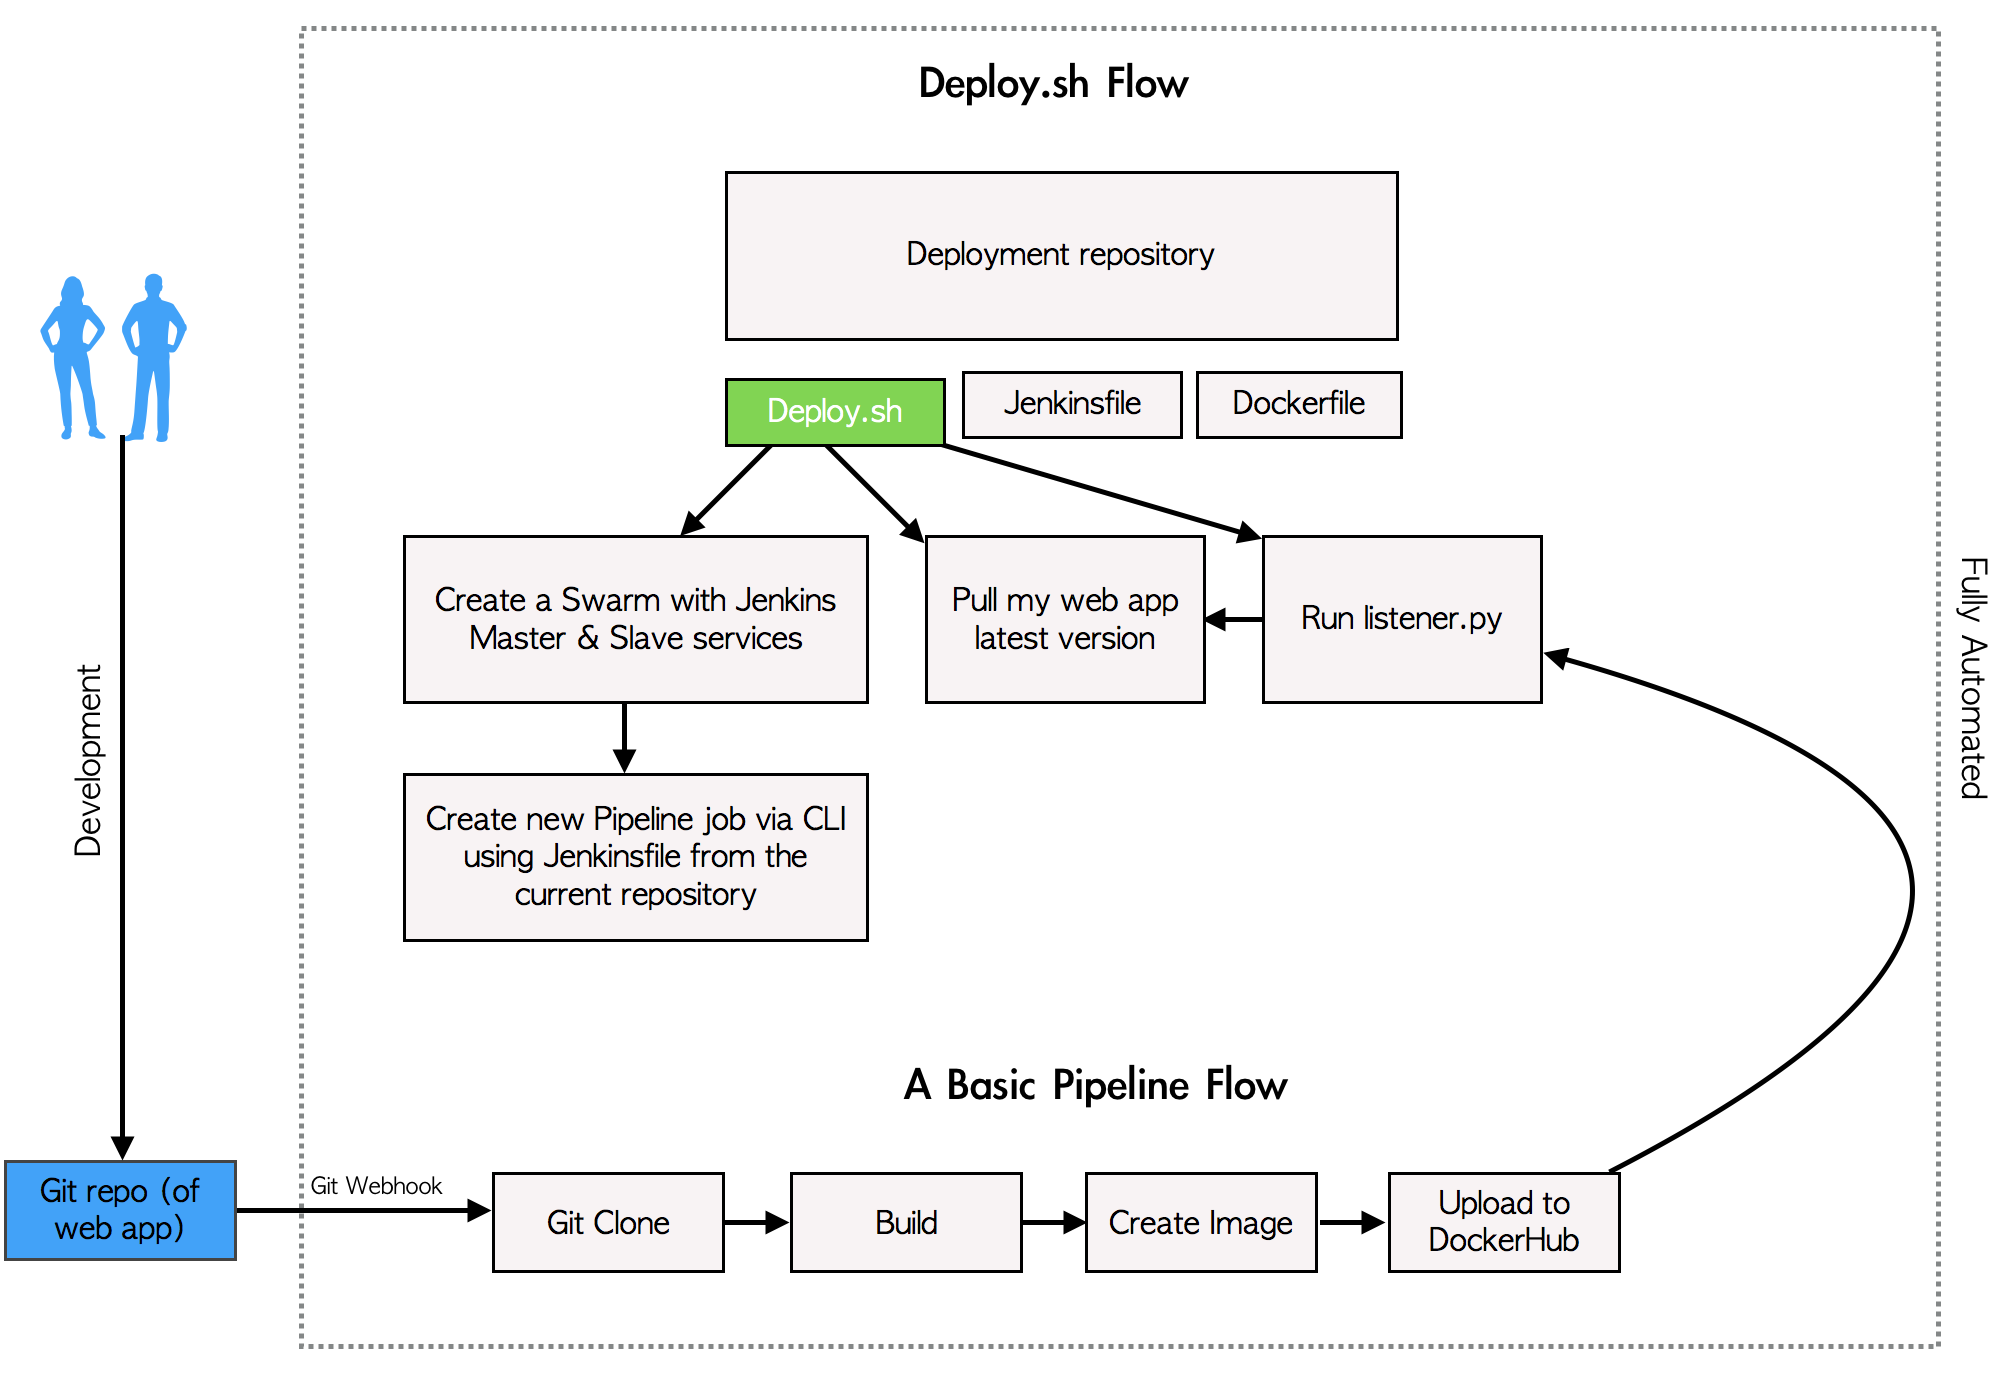 Deploy.sh Flow
Deployment repository
Deploy.sh
Jenkinsfile
Dockerfile
Create a Swarm with Jenkins
Master & Slave services
Pull my web app
latest version
Run listener.py
Create new Pipeline job via CLI
using Jenkinsfile from the
current repository
Development
Fully Automated
A Basic Pipeline Flow
Git repo (of
web app)
Git Webhook
Git Clone
Build
Create Image
Upload to
DockerHub